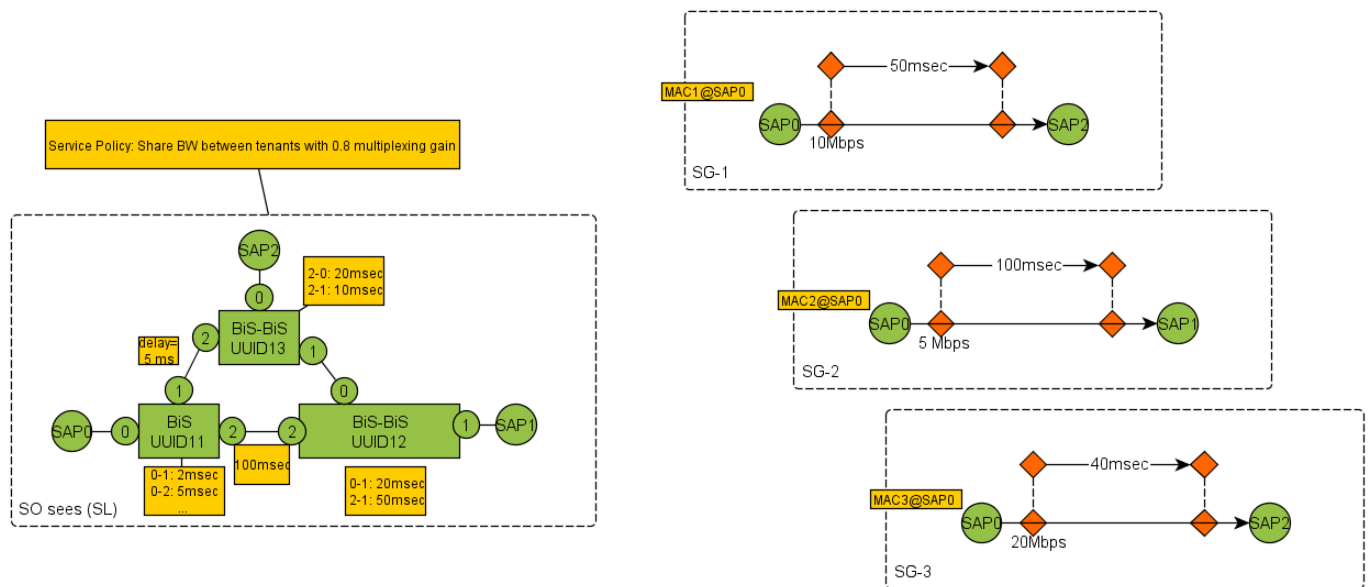 Service Policy: Share BW between tenants with 0.8 multiplexing gain
SAP2
0
2-0: 20msec
2-1: 10msec
BiS-BiS
UUID13
2
1
delay=
5 ms
1
0
SAP0
0
BiS
UUID11
2
2
BiS-BiS
UUID12
1
SAP1
100msec
0-1: 2msec
0-2: 5msec
...
0-1: 20msec
2-1: 50msec
SO sees (SL)
50msec
MAC1@SAP0
SAP0
SAP2
10Mbps
SG-1
100msec
MAC2@SAP0
SAP0
SAP1
5 Mbps
SG-2
40msec
MAC3@SAP0
SAP0
SAP2
20Mbps
SG-3